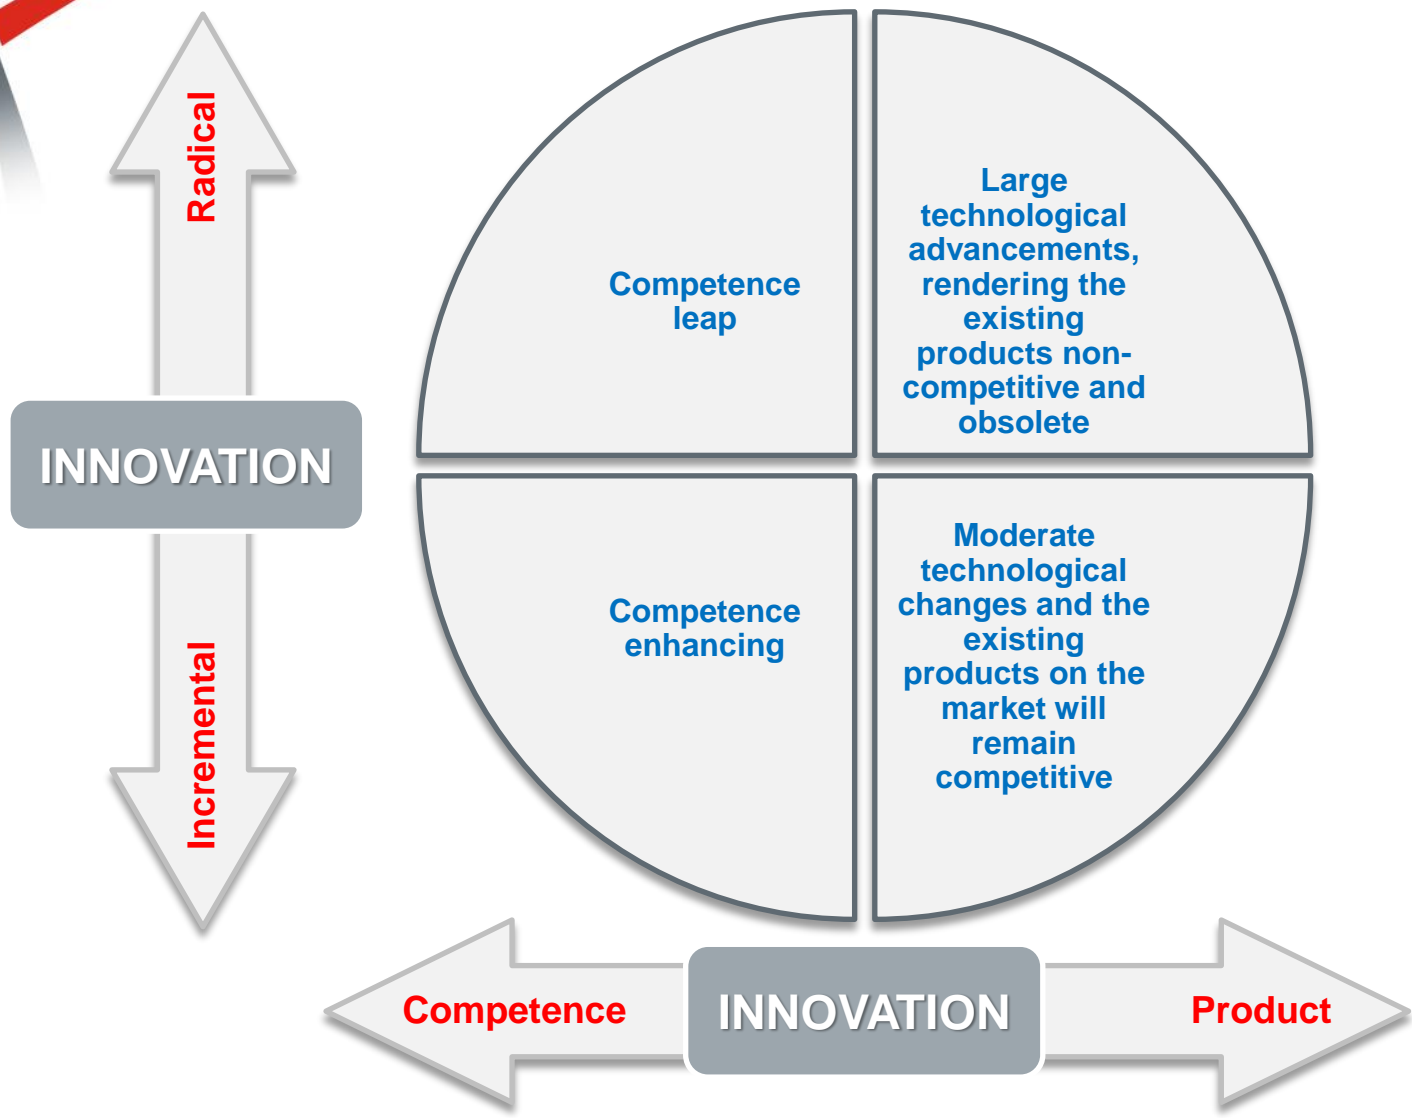 Radical
INNOVATION
Incremental
Competence
leap
Large
technological
advancements,
rendering the
existing
products non-
competitive and
obsolete
Competence
enhancing
Moderate
technological
changes and the
existing
products on the
market will
remain
competitive
Competence
INNOVATION
Product